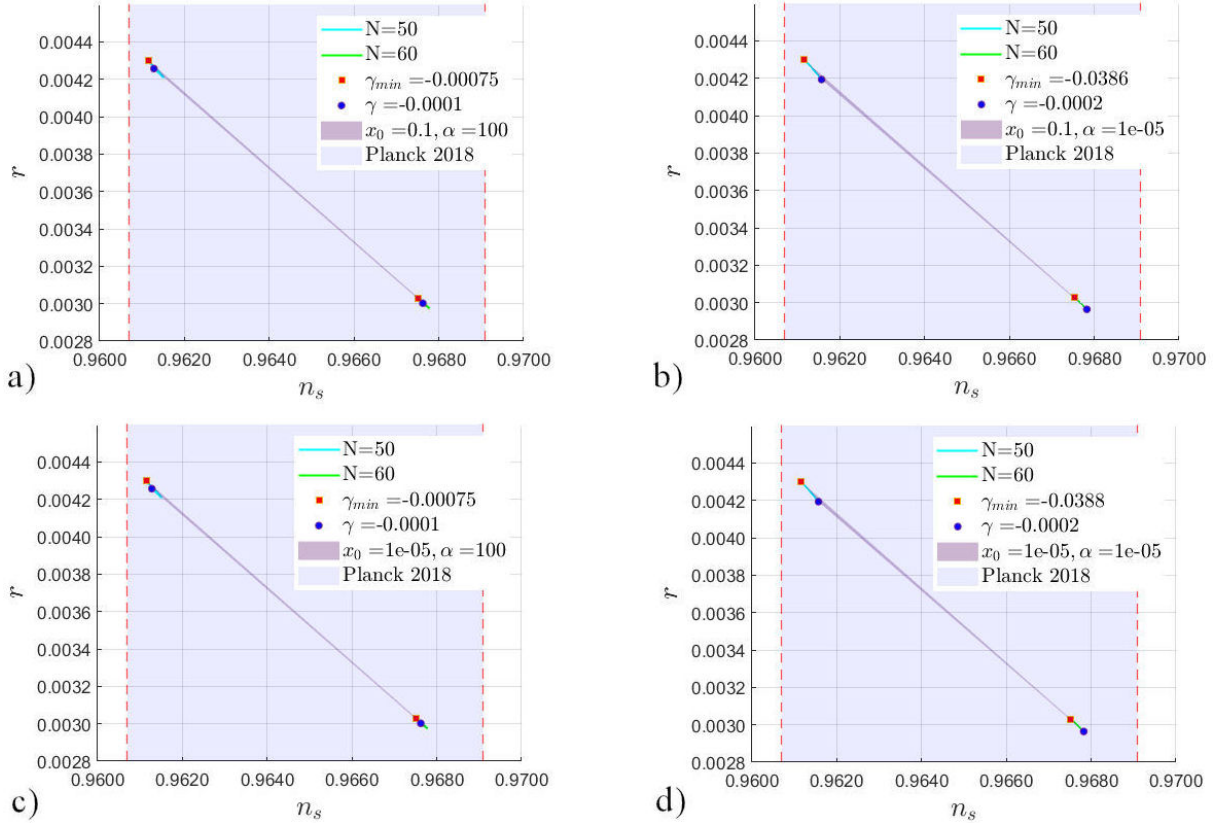 0.0044
0.0042
0.0040
0.0038
0.0036
0.0034
0.0032
0.0030
0.0028
r
0.9600 0.9620 0.9640 0.9660 0.9680 0.9700
n_s
N=50
N=60
γ_min =-0.00075
γ =-0.0001
x_0 =0.1, α =100
Planck 2018
a)
0.0044
0.0042
0.0040
0.0038
0.0036
0.0034
0.0032
0.0030
0.0028
r
0.9600 0.9620 0.9640 0.9660 0.9680 0.9700
n_s
N=50
N=60
γ_min =-0.0386
γ =-0.0002
x_0 =0.1, α =1e-05
Planck 2018
b)
0.0044
0.0042
0.0040
0.0038
0.0036
0.0034
0.0032
0.0030
0.0028
r
0.9600 0.9620 0.9640 0.9660 0.9680 0.9700
n_s
N=50
N=60
γ_min =-0.00075
γ =-0.0001
x_0 =1e-05, α =100
Planck 2018
c)
0.0044
0.0042
0.0040
0.0038
0.0036
0.0034
0.0032
0.0030
0.0028
r
0.9600 0.9620 0.9640 0.9660 0.9680 0.9700
n_s
N=50
N=60
γ_min =-0.0388
γ =-0.0002
x_0 =1e-05, α =1e-05
Planck 2018
d)